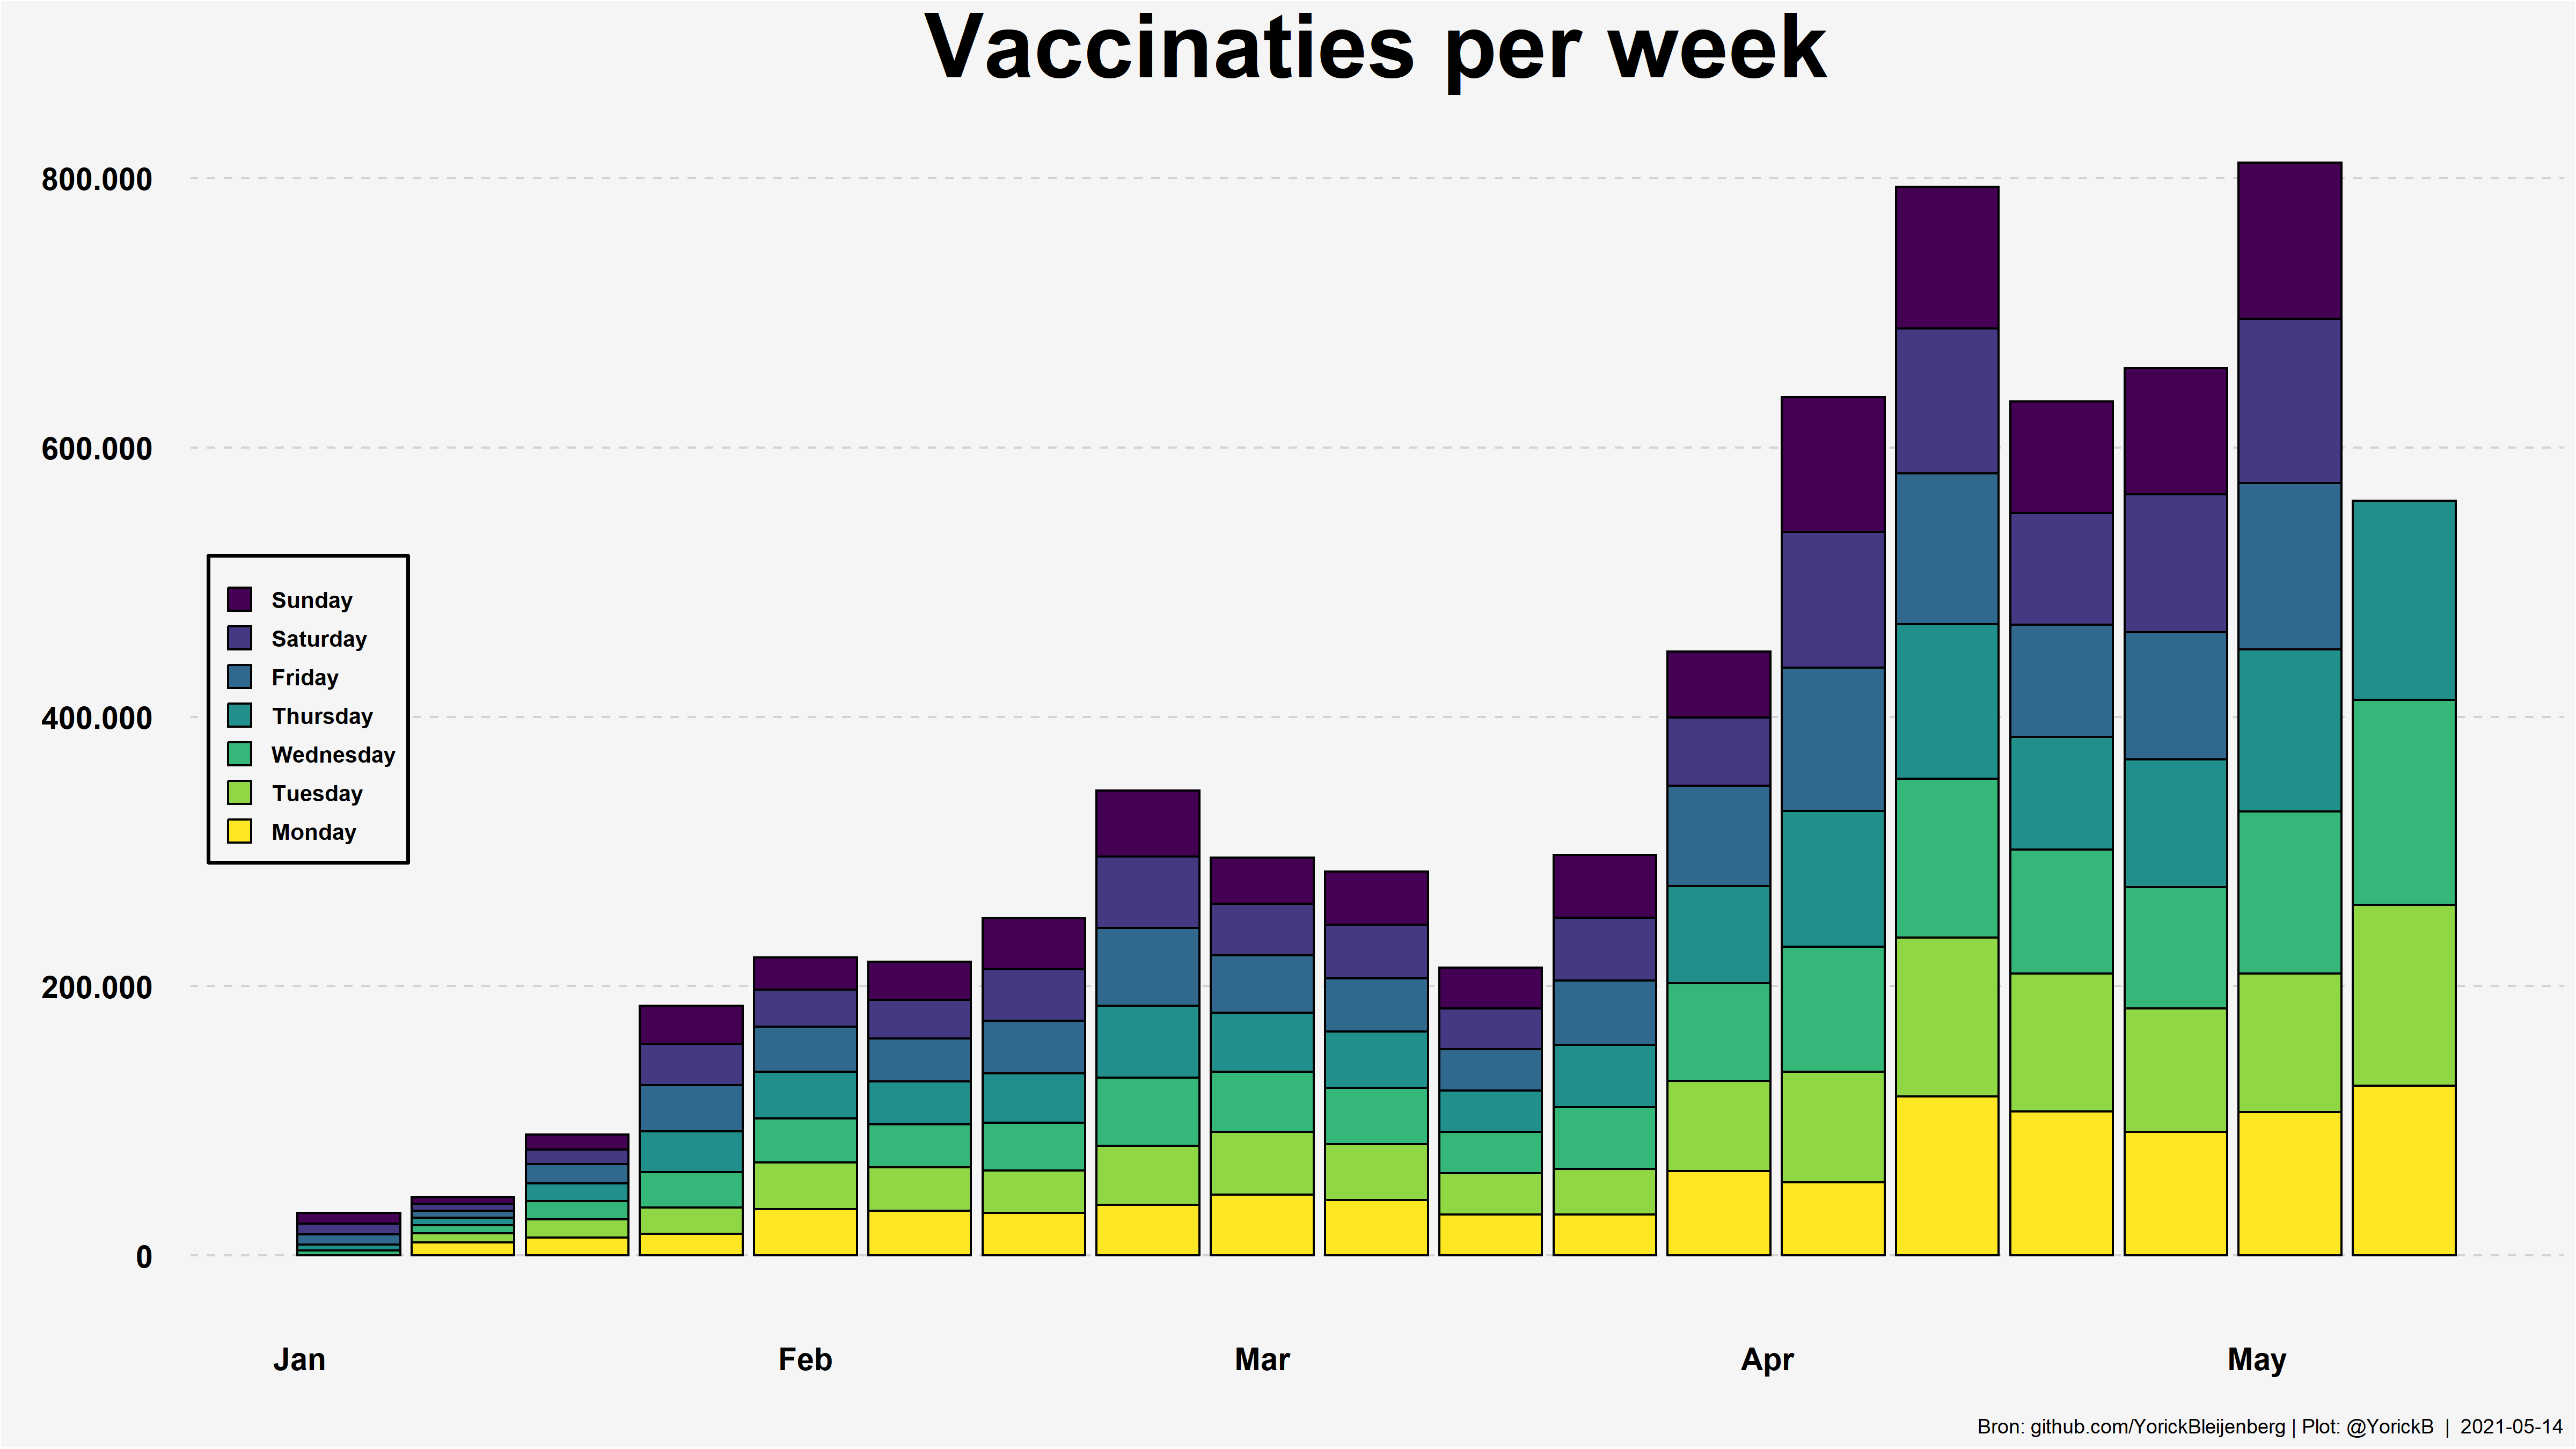 Vaccinaties per week
800.000
600.000
400.000
200.000
0
Sunday
Saturday
Friday
Thursday
Wednesday
Tuesday
Monday
Jan Feb Mar Apr May
Bron: github.com/YorickBleijenberg | Plot: @YorickB | 2021-05-14